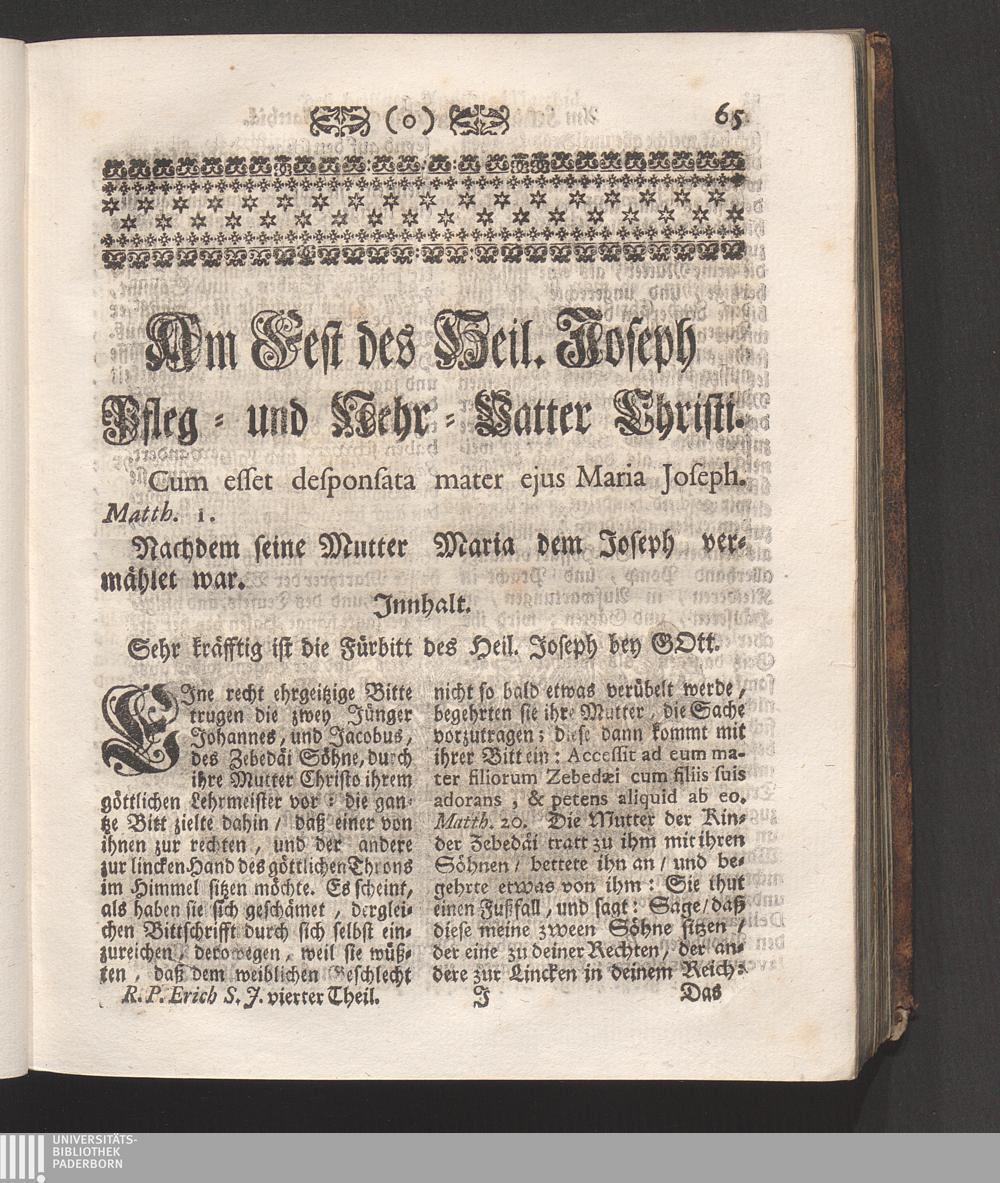 (o) 65
Am Fest des Heil. Joseph
Pfleg- und Nehr-Vatter Christi.
Cum esset desponsata mater ejus Maria Joseph.
Matth. 1.
Nachdem seine Mutter Maria dem Joseph ver-
mählet war.
Innhalt.
Sehr kräfftig ist die Fürbitt des Heil. Joseph bey GOtt.
EIne recht ehrgeitzige Bitte
trugen die zwey Jünger
Johannes, und Jacobus,
des Zebedäi Söhne, durch
ihre Mutter Christo ihrem
göttlichen Lehrmeister vor: die gan-
tze Bitt zielte dahin / daß einer von
ihnen zur rechten, und der andere
zur lincken-Hand des göttlichen Throns
im Himmel sitzen möchte. Es scheint,
als haben sie sich geschämet, derglei-
chen Bittschrifft durch sich selbst ein-
zureichen, derowegen, weil sie wüß-
ten, daß dem weiblichen Geschlecht
nicht so bald etwas verübelt werde,
begehrten sie ihre Mutter, die Sache
vorzutragen; diese dann kommt mit
ihrer Bitt ein: Accessit ad eum ma-
ter filiorum Zebedæi cum filiis suis
adorans, & petens aliquid ab eo.
Matth. 20. Die Mutter der Kin-
der Zebedäi tratt zu ihm mit ihren
Söhnen / bettete ihn an / und be-
gehrte etwas von ihm: Sie thut
einen Fußfall, und sagt: Sage / daß
diese meine zween Söhne sitzen /
der eine zu deiner Rechten, der an-
dere zur Lincken in deinem Reich:
R. P. Erich S. J. vierter Theil. J Das
UNIVERSITÄTS-
BIBLIOTHEK
PADERBORN